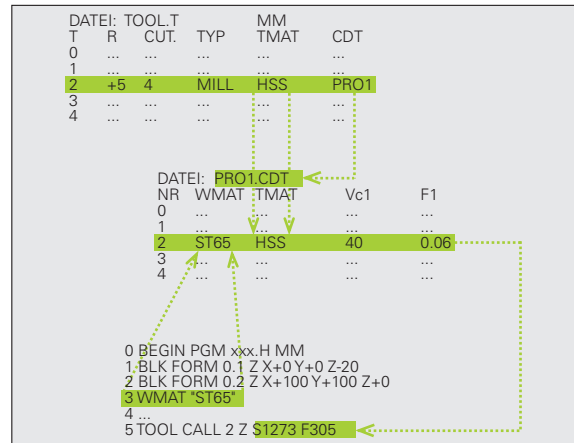 DATEI: TOOL.T MM
T R CUT. TYP TMAT CDT
0 ... ... ... ... ...
1 ... ... ... ... ...
2 +5 4 MILL HSS PRO1
3 ... ... ... ... ...
4 ... ... ... ... ...
DATEI: PRO1.CDT
NR WMAT TMAT Vc1 F1
0 ... ... ... ...
1 ... ... ... ...
2 ST65 HSS 40 0.06
3 ... ... ... ...
4 ... ... ... ...
0 BEGIN PGM xxx.H MM
1 BLK FORM 0.1 Z X+0 Y+0 Z-20
2 BLK FORM 0.2 Z X+100 Y+100 Z+0
3 WMAT "ST65"
4 ...
5 TOOL CALL 2 Z S1273 F305